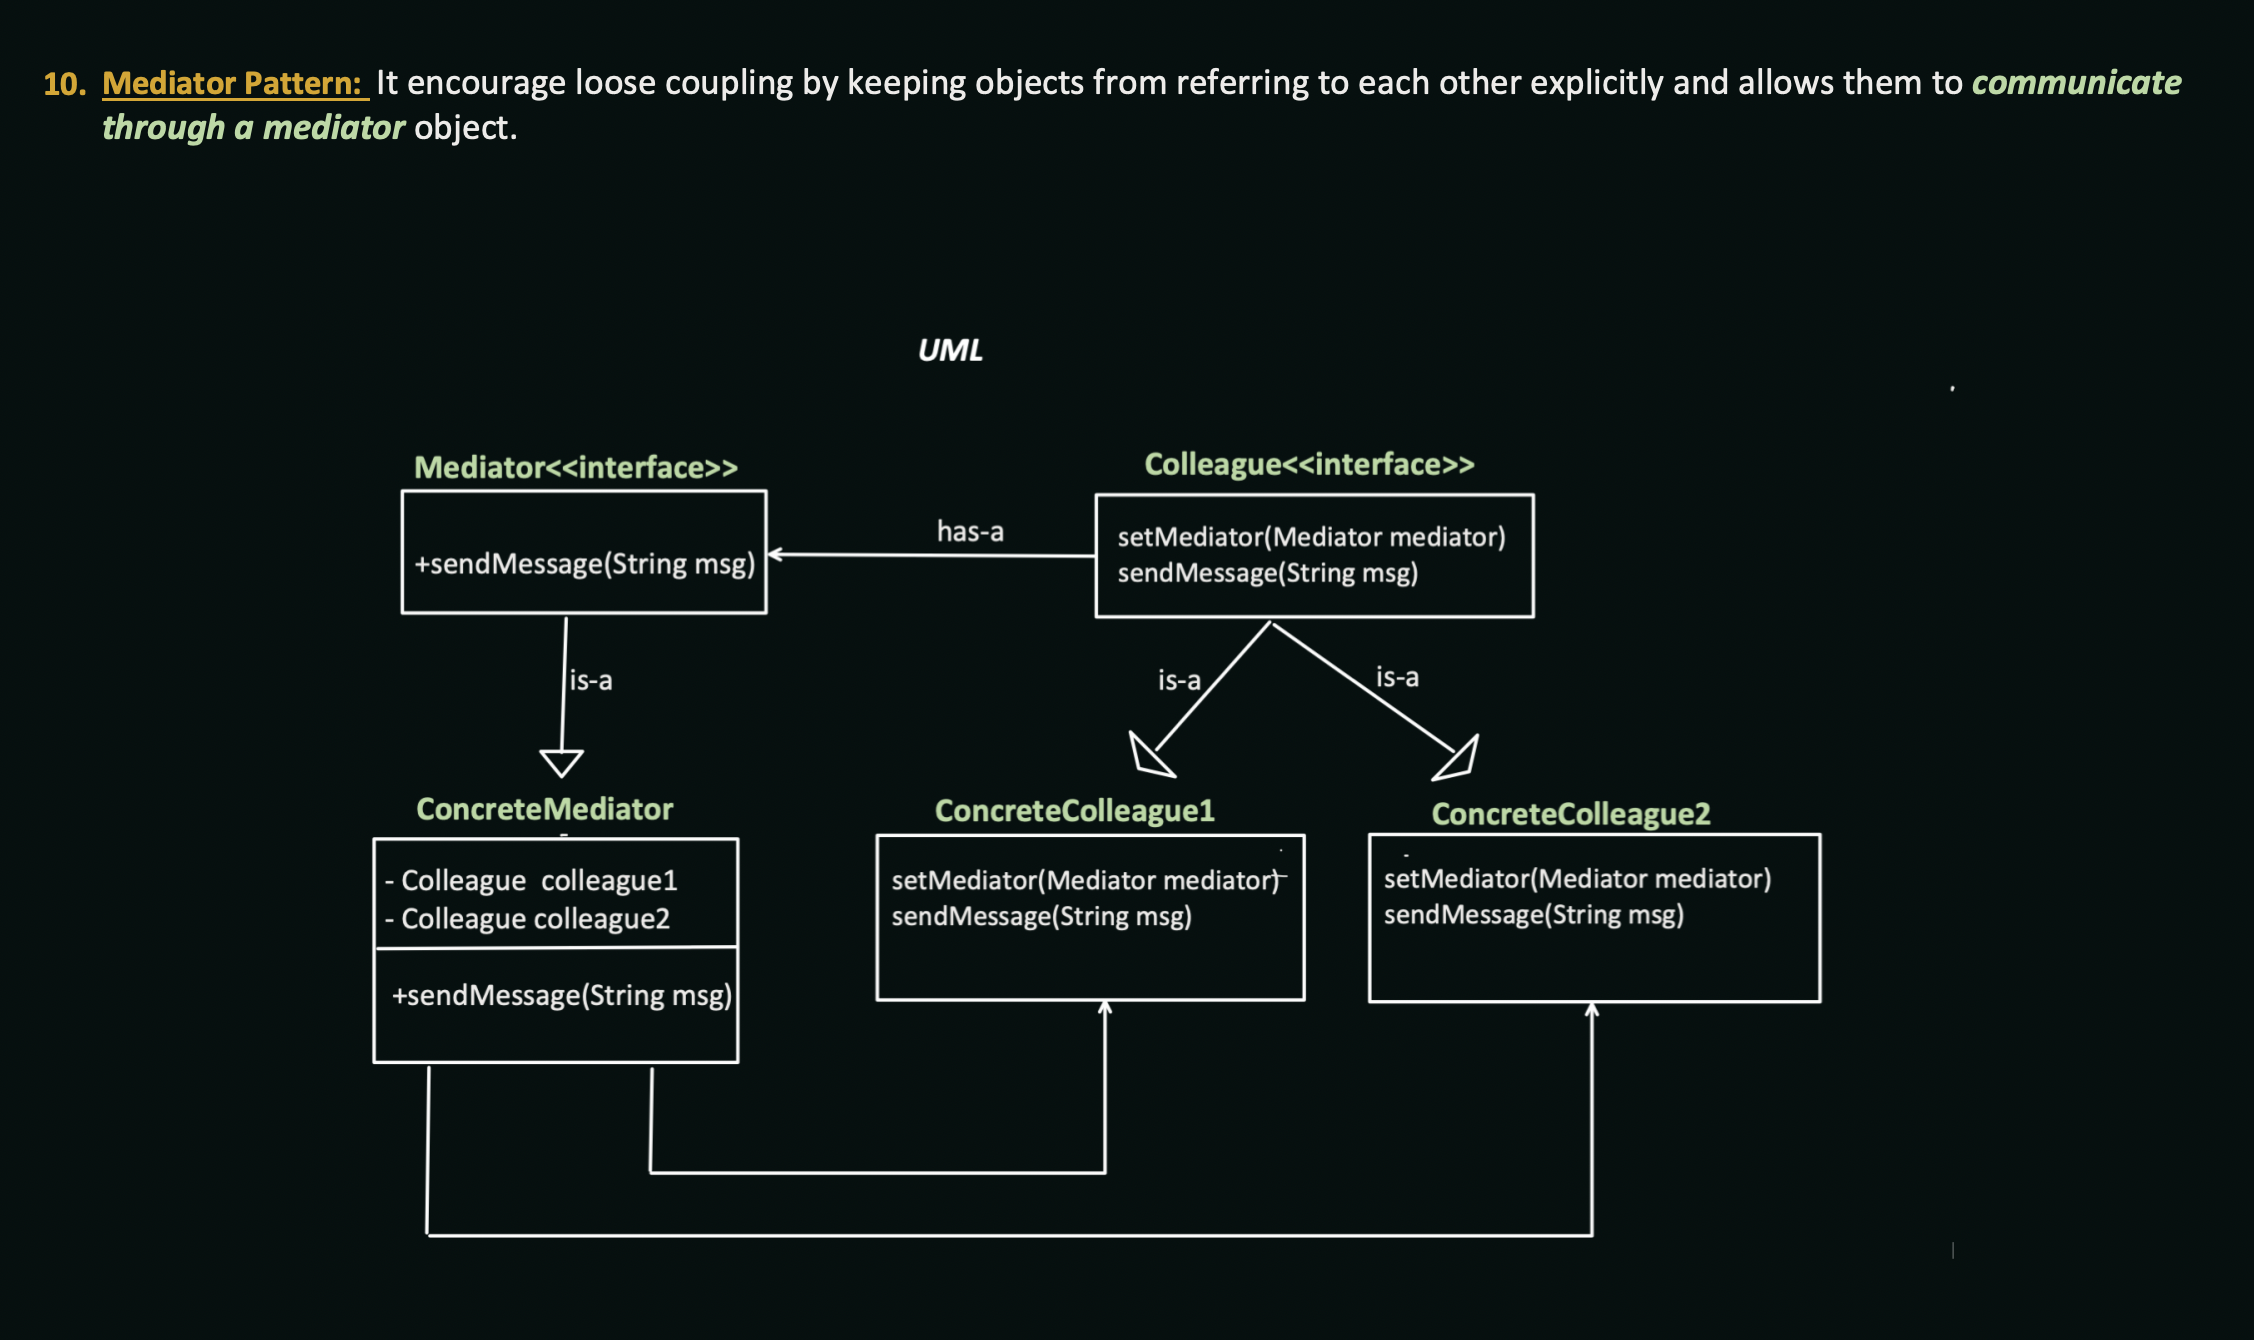 10. Mediator Pattern: It encourage loose coupling by keeping objects from referring to each other explicitly and allows them to communicate
through a mediator object.
UML
Mediator<<interface>>
+sendMessage(String msg)
has-a
Colleague<<interface>>
setMediator(Mediator mediator)
sendMessage(String msg)
is-a
is-a
is-a
ConcreteMediator
- Colleague colleague1
- Colleague colleague2
+sendMessage(String msg)
ConcreteColleague1
setMediator(Mediator mediator)
sendMessage(String msg)
ConcreteColleague2
setMediator(Mediator mediator)
sendMessage(String msg)